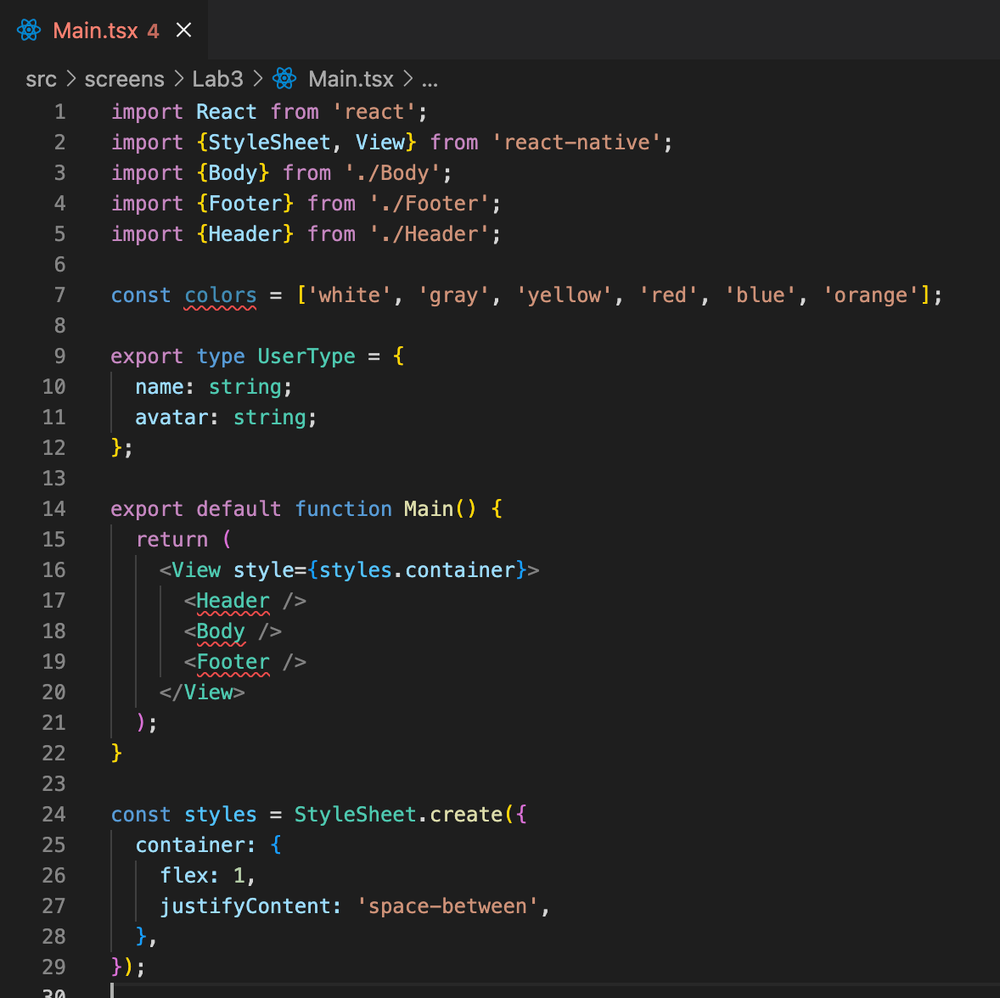 Main.tsx 4
src > screens > Lab3 > Main.tsx > ...
1 import React from 'react';
2 import {StyleSheet, View} from 'react-native';
3 import {Body} from './Body';
4 import {Footer} from './Footer';
5 import {Header} from './Header';
6
7 const colors = ['white', 'gray', 'yellow', 'red', 'blue', 'orange'];
8
9 export type UserType = {
10   name: string;
11   avatar: string;
12 };
13
14 export default function Main() {
15   return (
16     <View style={styles.container}>
17       <Header />
18       <Body />
19       <Footer />
20     </View>
21   );
22 }
23
24 const styles = StyleSheet.create({
25   container: {
26     flex: 1,
27     justifyContent: 'space-between',
28   },
29 });
30